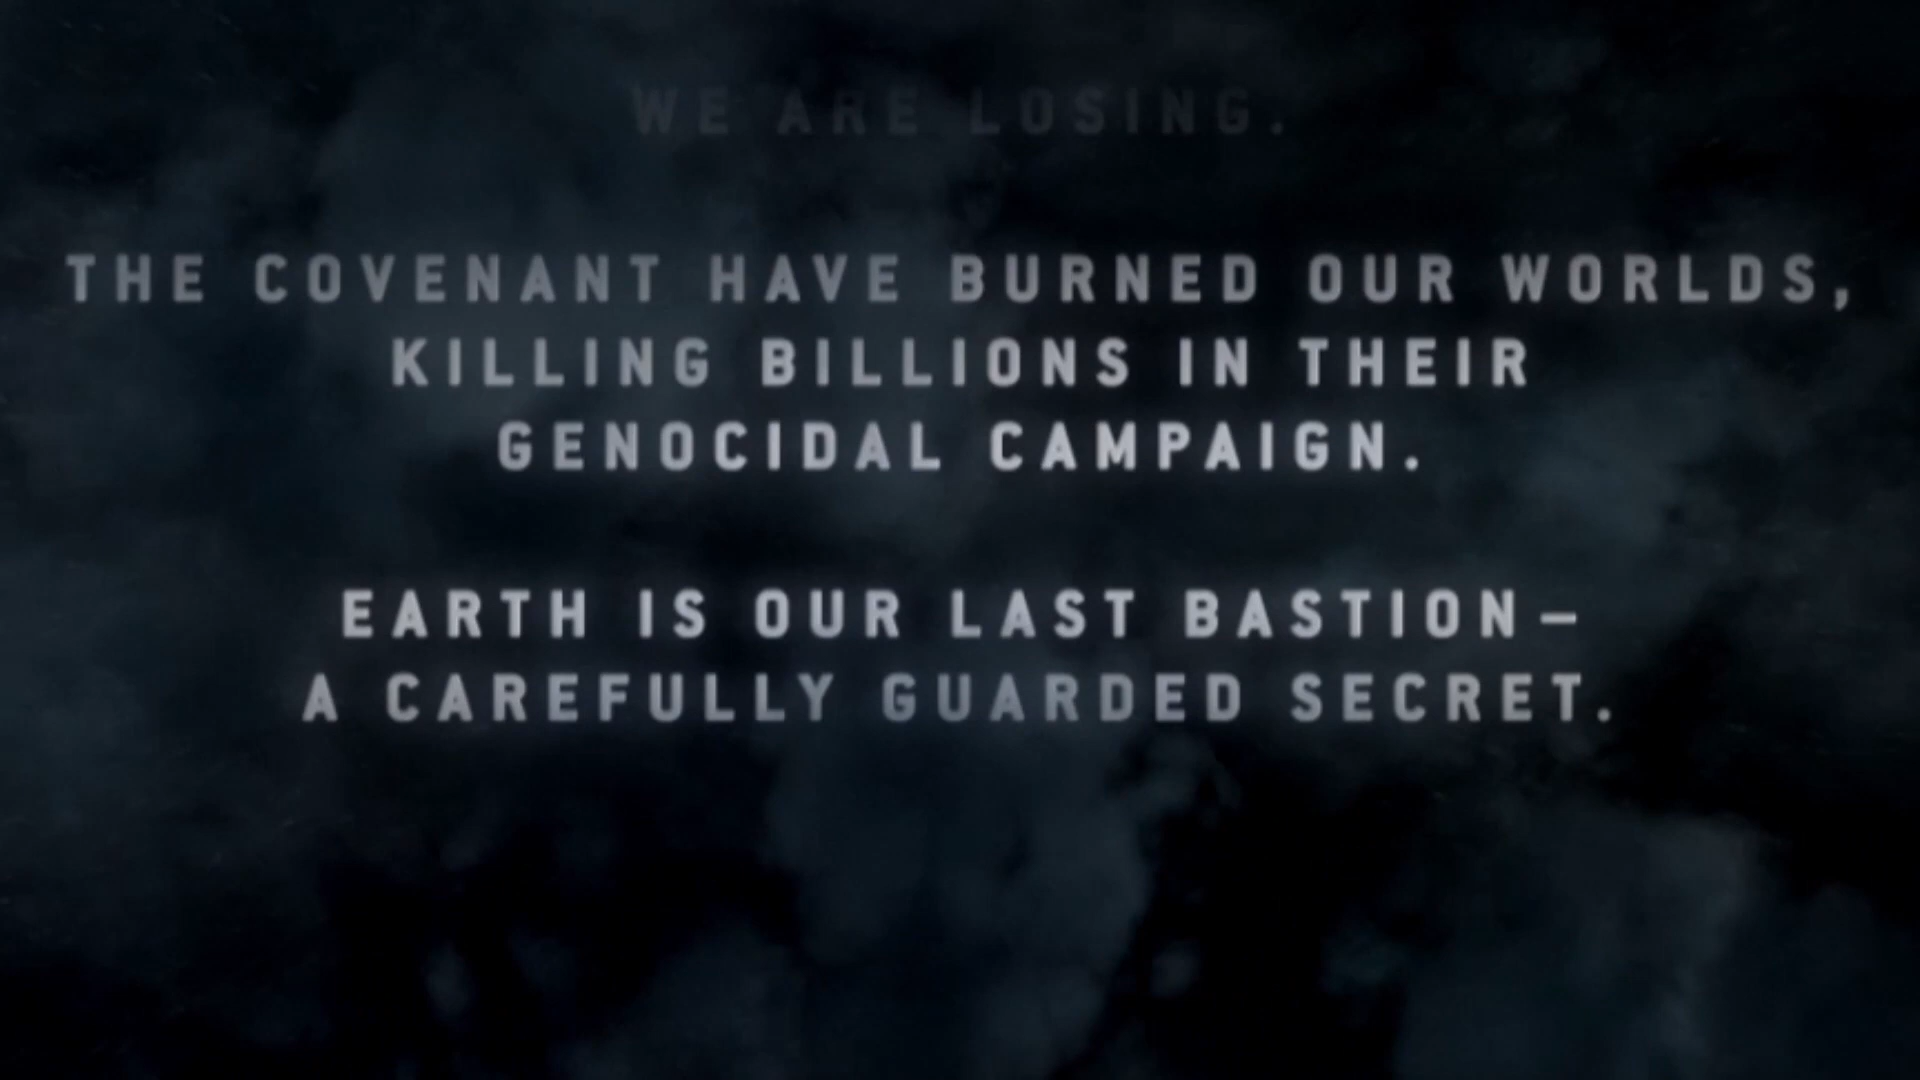 WE ARE LOSING.
THE COVENANT HAVE BURNED OUR WORLDS,
KILLING BILLIONS IN THEIR
GENOCIDAL CAMPAIGN.
EARTH IS OUR LAST BASTION–
A CAREFULLY GUARDED SECRET.